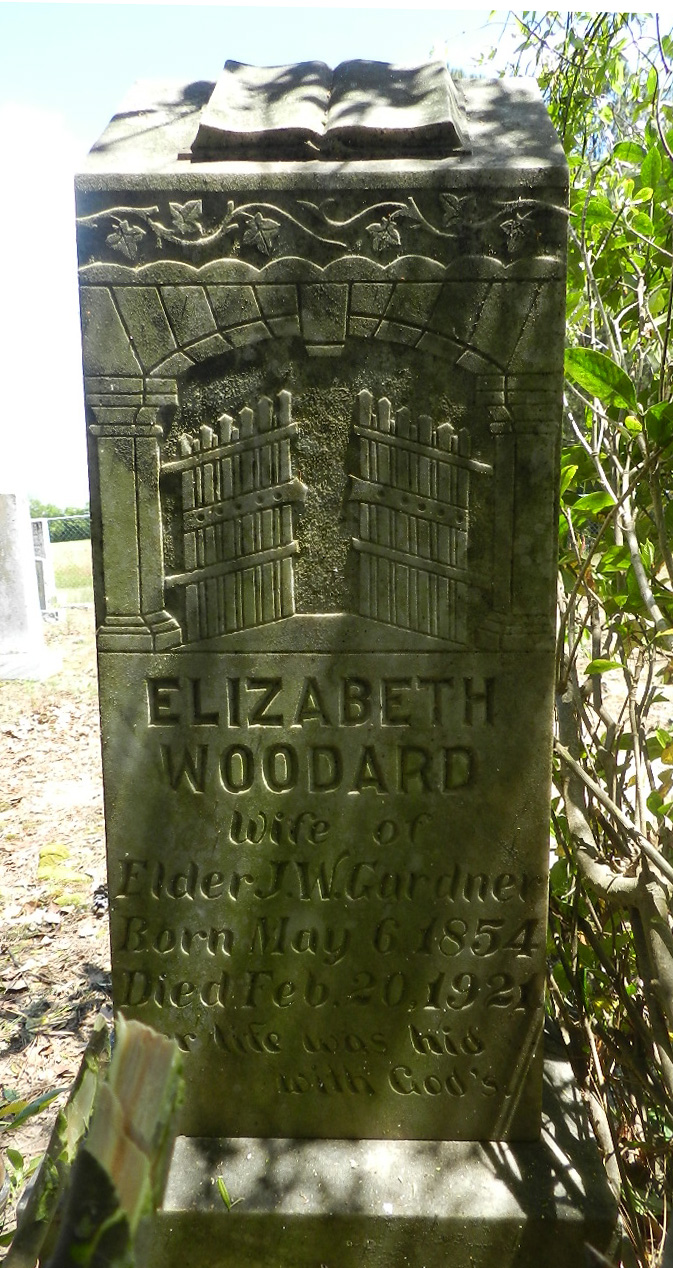 ELIZABETH
WOODARD
Wife of
Elder J.W. Gardner
Born May 6 1854
Died Feb. 20, 1921
life was hid
with God's